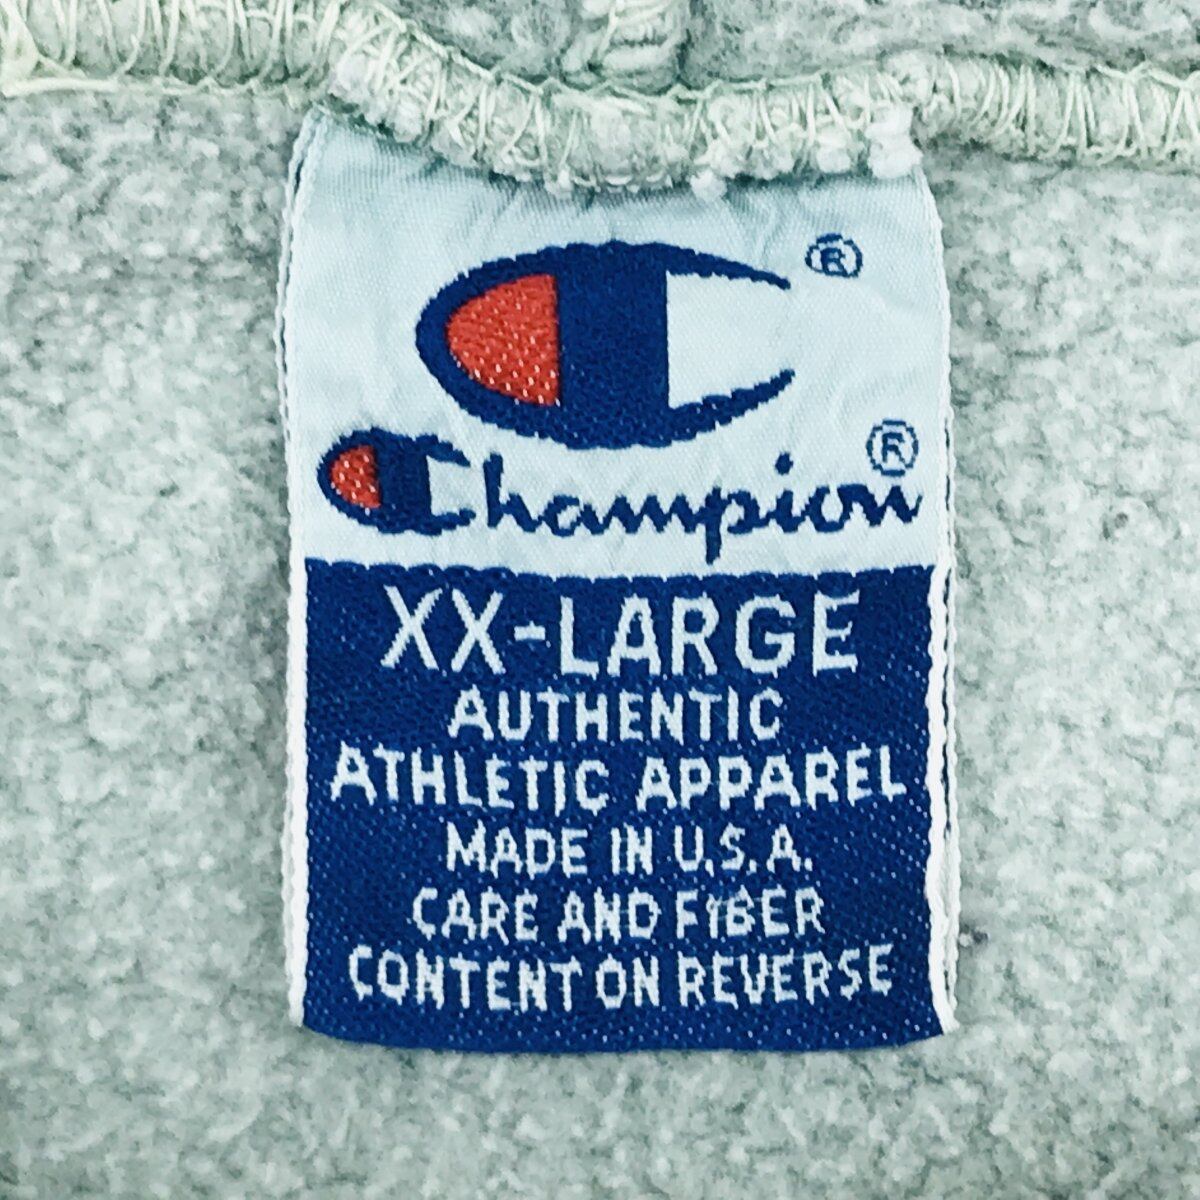 ®
Champion ®
XX-LARGE
AUTHENTIC
ATHLETIC APPAREL
MADE IN U.S.A.
CARE AND FIBER
CONTENT ON REVERSE